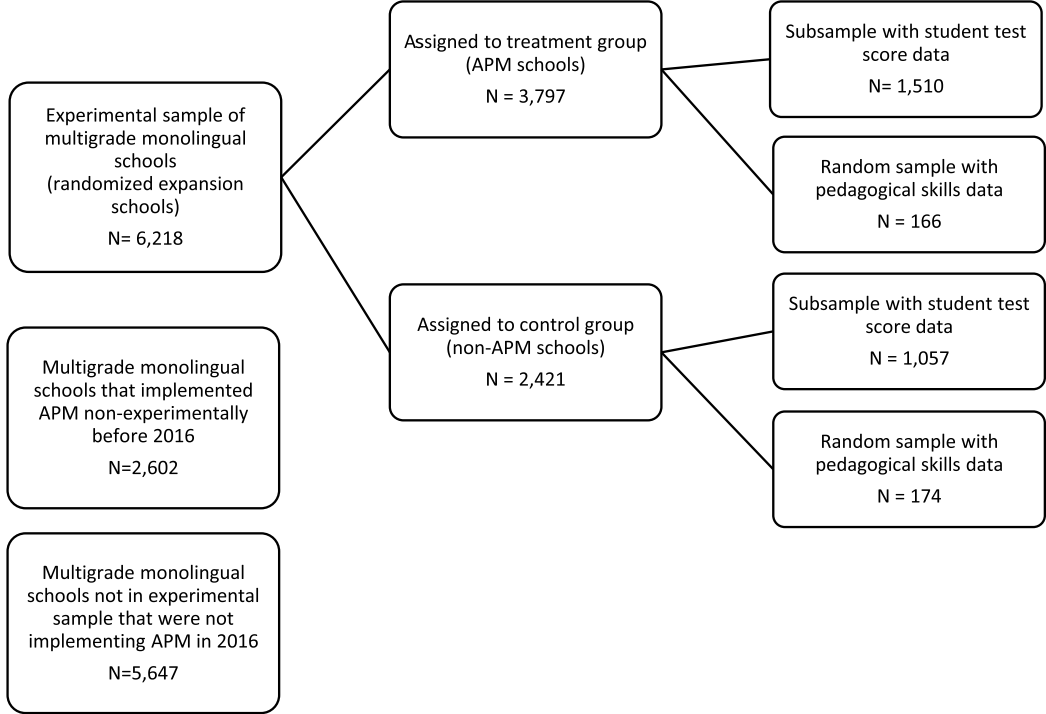 Experimental sample of
multigrade monolingual
schools
(randomized expansion
schools)
N= 6,218
Multigrade monolingual
schools that implemented
APM non-experimentally
before 2016
N=2,602
Multigrade monolingual
schools not in experimental
sample that were not
implementing APM in 2016
N=5,647
Assigned to treatment group
(APM schools)
N = 3,797
Assigned to control group
(non-APM schools)
N = 2,421
Subsample with student test
score data
N= 1,510
Random sample with
pedagogical skills data
N = 166
Subsample with student test
score data
N = 1,057
Random sample with
pedagogical skills data
N = 174